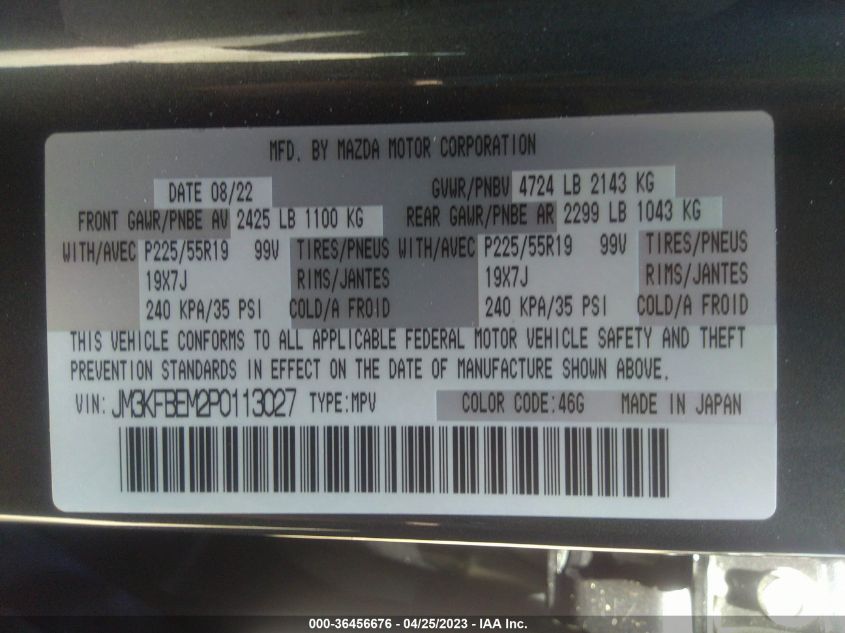 MFD. BY MAZDA MOTOR CORPORATION
DATE 08/22 GVWR/PNBV 4724 LB 2143 KG
FRONT GAWR/PNBE AV 2425 LB 1100 KG REAR GAWR/PNBE AR 2299 LB 1043 KG
WITH/AVEC P225/55R19 99V TIRES/PNEUS WITH/AVEC P225/55R19 99V TIRES/PNEUS
19X7J RIMS/JANTES 19X7J RIMS/JANTES
240 KPA/35 PSI COLD/A FROID 240 KPA/35 PSI COLD/A FROID
THIS VEHICLE CONFORMS TO ALL APPLICABLE FEDERAL MOTOR VEHICLE SAFETY AND THEFT
PREVENTION STANDARDS IN EFFECT ON THE DATE OF MANUFACTURE SHOWN ABOVE.
VIN: JM3KFBEM2P0113027 TYPE:MPV COLOR CODE:46G MADE IN JAPAN
000-36456676 - 04/25/2023 - IAA Inc.